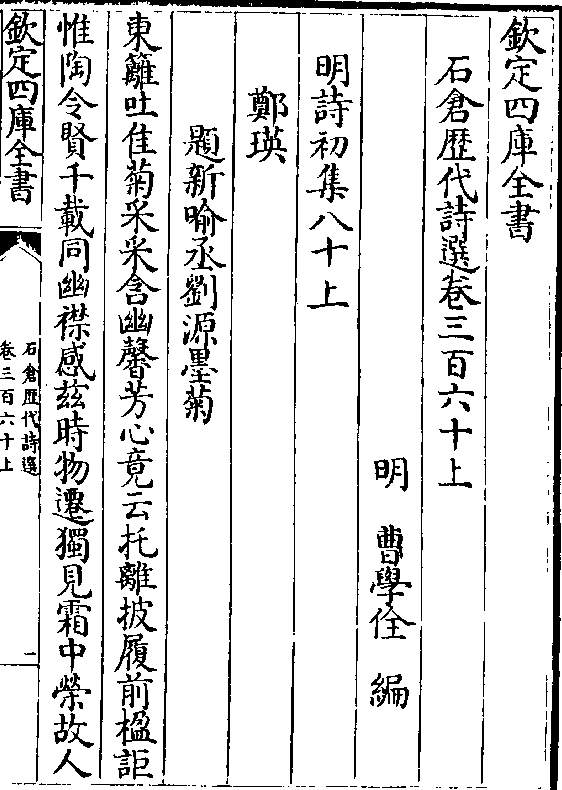 欽定四庫全書
石倉歴代詩選卷三百六十上
明 曹學佺 編
明詩初集八十上
鄭瑛
題新喻丞劉源墨菊
東籬吐佳菊采采含幽馨芳心竟云托離披履前楹詎
惟陶令賢千載同幽襟感兹時物遷獨見霜中榮故人
欽定四庫全書
石倉歴代詩選
卷三百六十上
一